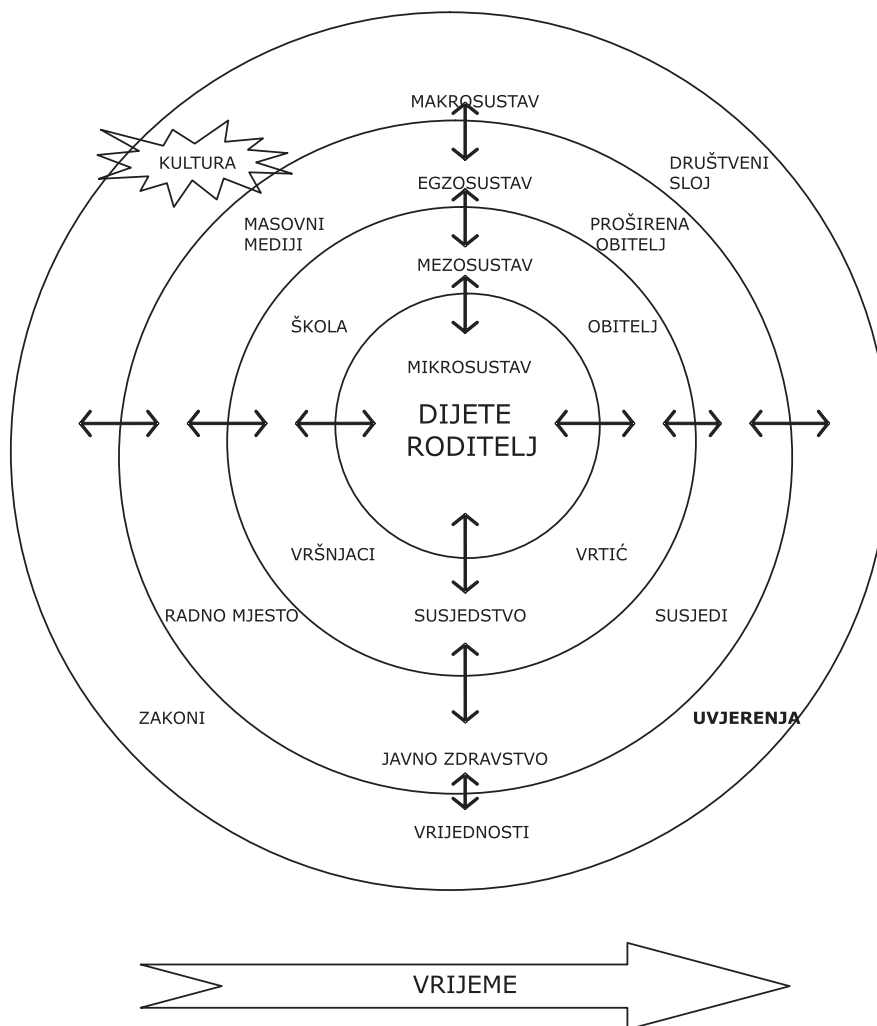 MAKROSUSTAV
KULTURA
DRUŠTVENI
SLOJ
EGZOSUSTAV
MASOVNI
MEDIJI
PROŠIRENA
OBITELJ
MEZOSUSTAV
ŠKOLA
OBITELJ
MIKROSUSTAV
DIJETE
RODITELJ
VRŠNJACI
VRTIĆ
RADNO MJESTO
SUSJEDSTVO
SUSJEDI
ZAKONI
UVJERENJA
JAVNO ZDRAVSTVO
VRIJEDNOSTI
VRIJEME